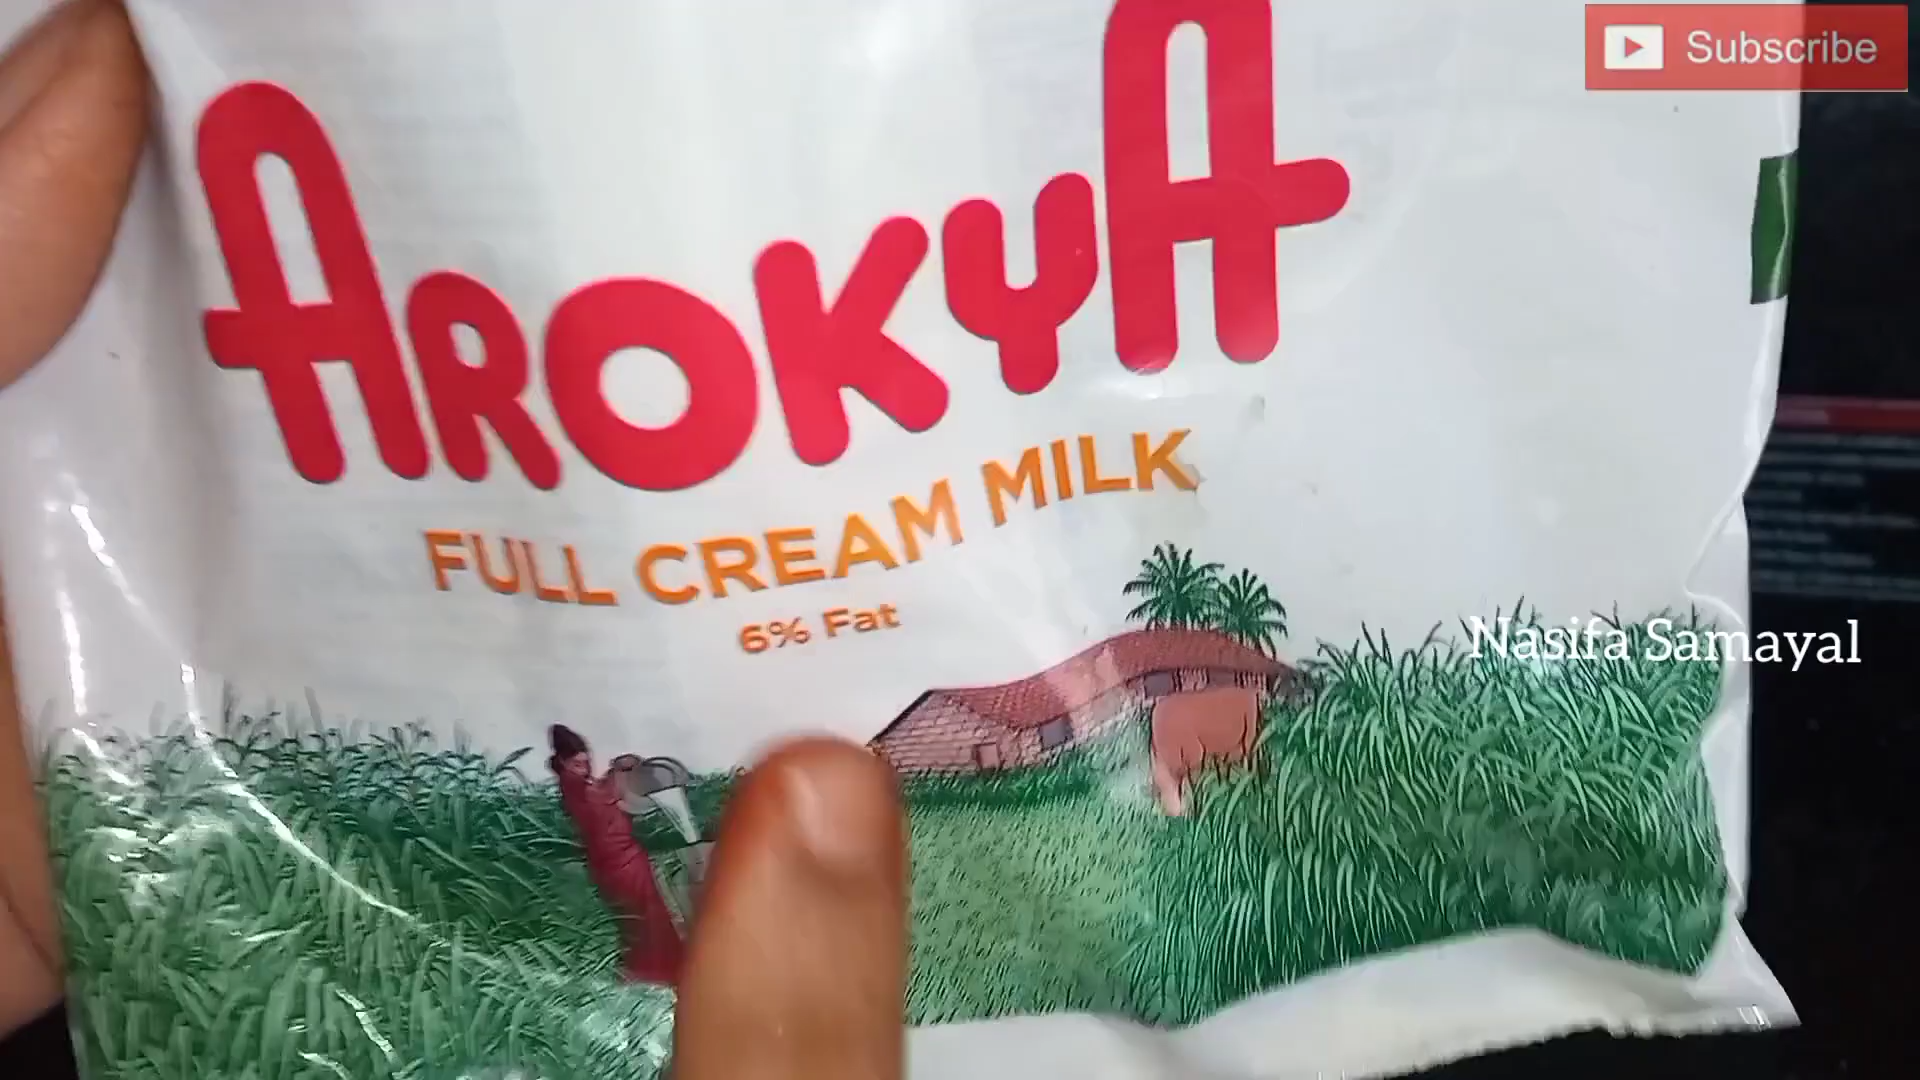 Subscribe
AROKYA
FULL CREAM MILK
6% Fat
Nasifa Samayal